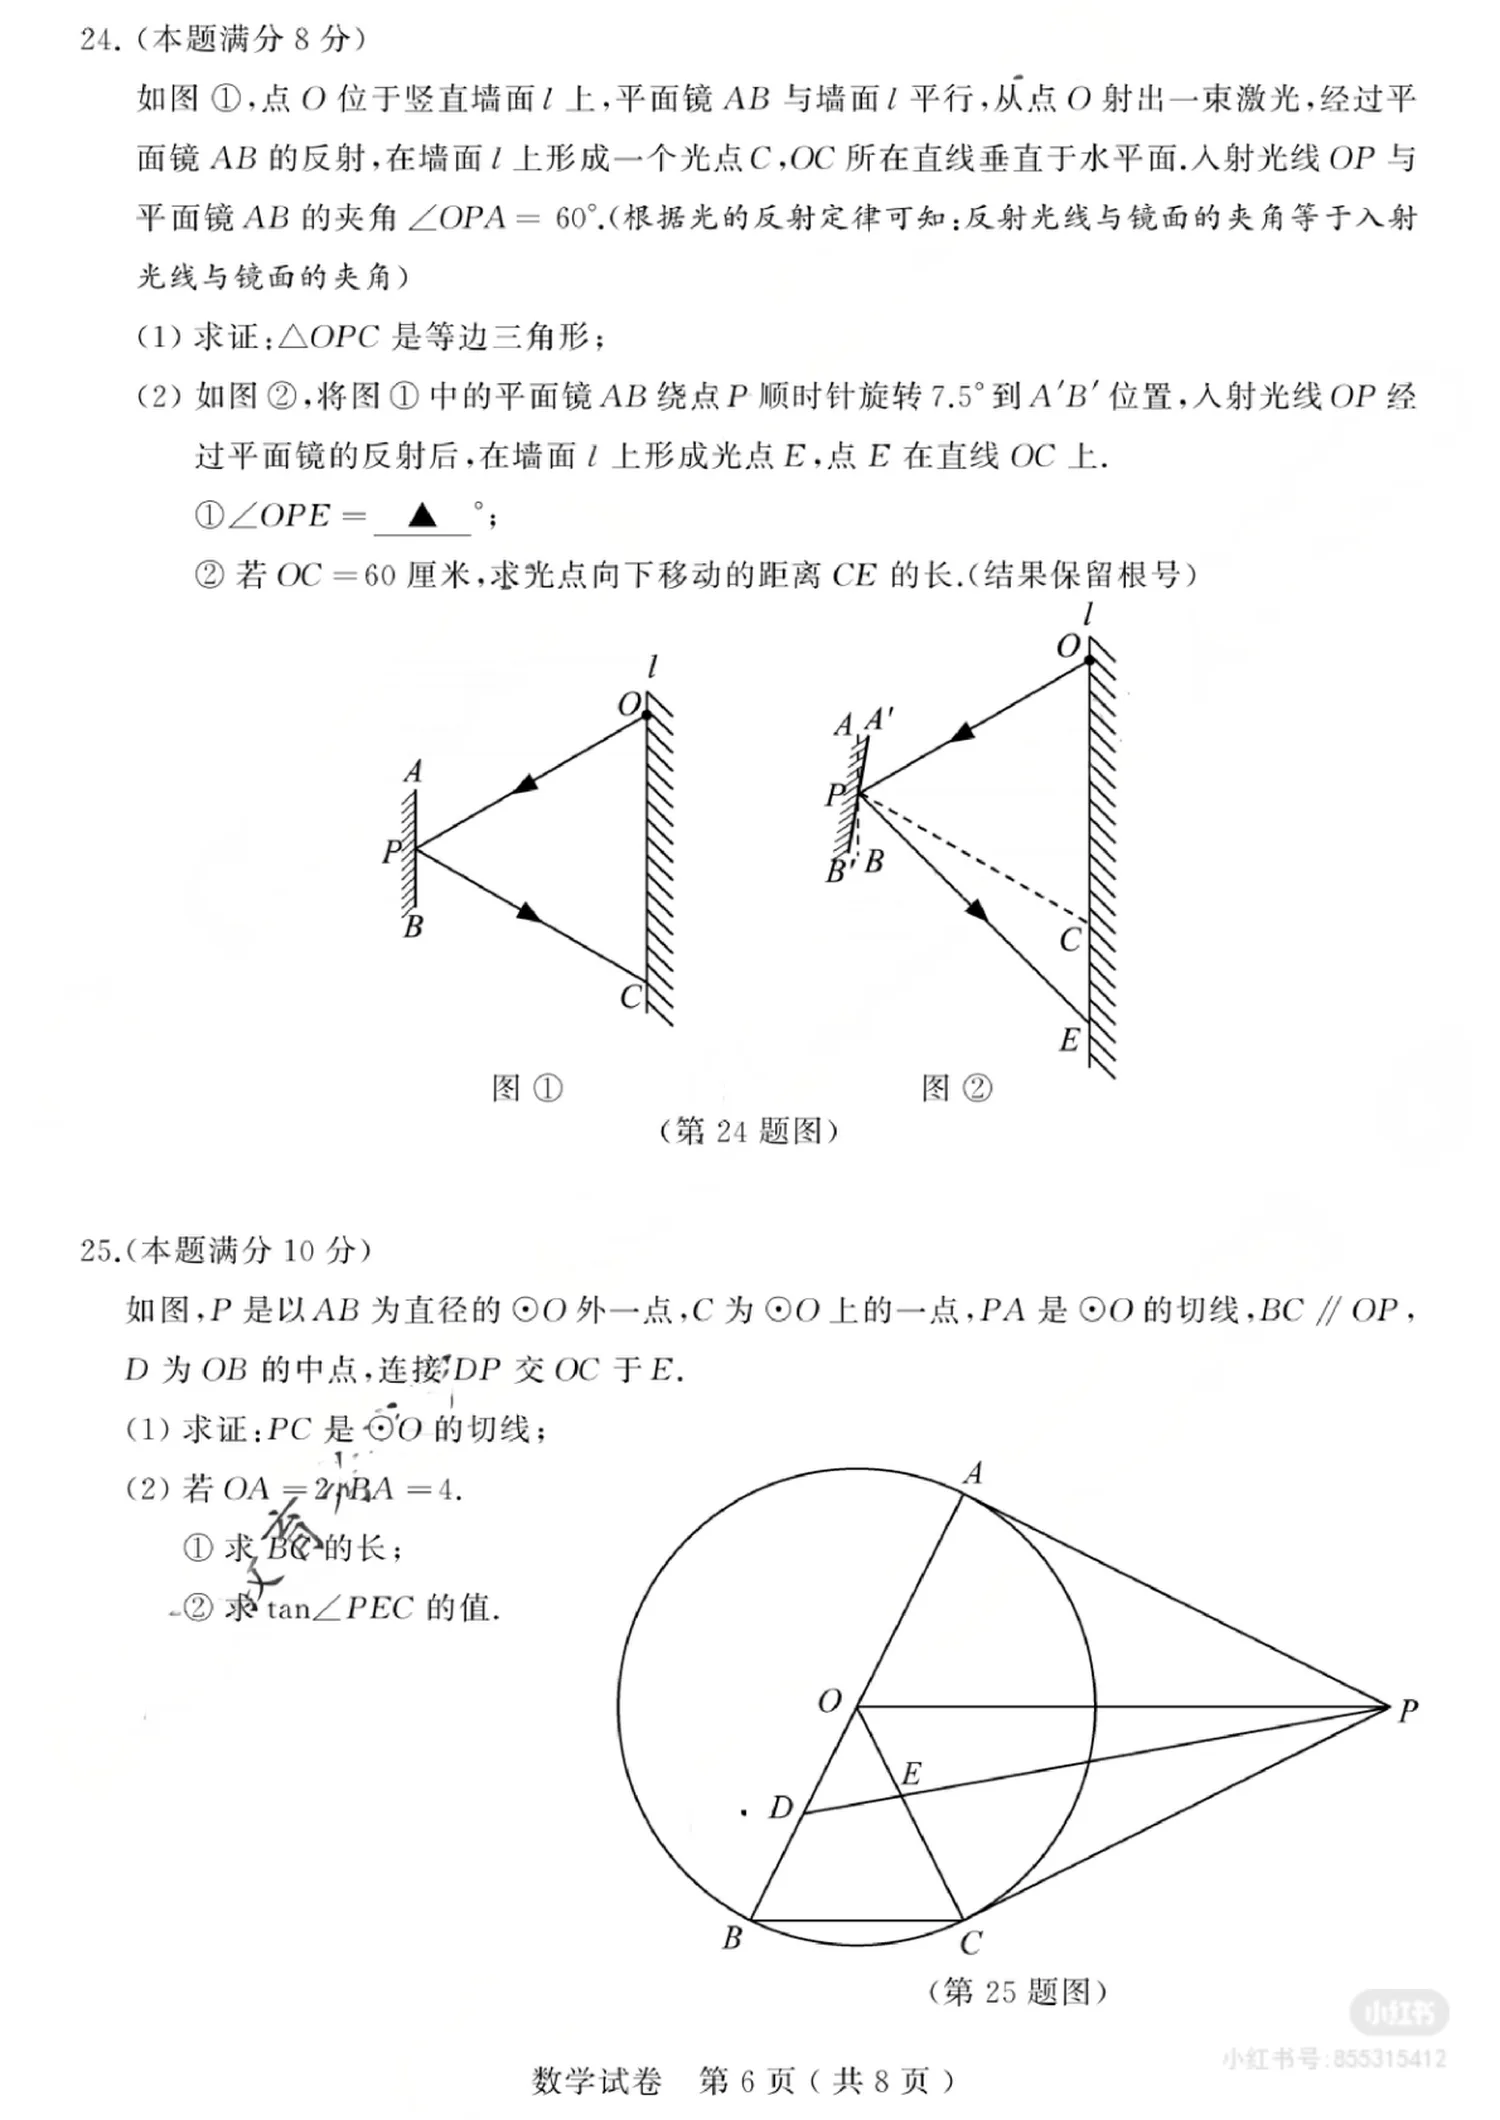 24.(本题满分 8 分)
如图 ①,点 O 位于竖直墙面 l 上,平面镜 AB 与墙面 l 平行,从点 O 射出一束激光,经过平
面镜 AB 的反射,在墙面 l 上形成一个光点 C,OC 所在直线垂直于水平面.入射光线 OP 与
平面镜 AB 的夹角 ∠OPA = 60°.(根据光的反射定律可知:反射光线与镜面的夹角等于入射
光线与镜面的夹角)
(1) 求证:△OPC 是等边三角形;
(2) 如图 ②,将图 ① 中的平面镜 AB 绕点 P 顺时针旋转 7.5° 到 A′B′ 位置,入射光线 OP 经
过平面镜的反射后,在墙面 l 上形成光点 E,点 E 在直线 OC 上.
①∠OPE = ▲ °;
② 若 OC = 60 厘米,求光点向下移动的距离 CE 的长.(结果保留根号)
l
O
A
P
B
C
l
O
A A′
P
B′ B
C
E
图 ① 图 ②
(第 24 题图)
25.(本题满分 10 分)
如图,P 是以 AB 为直径的 ⊙O 外一点,C 为 ⊙O 上的一点,PA 是 ⊙O 的切线,BC ∥ OP,
D 为 OB 的中点,连接 DP 交 OC 于 E.
(1) 求证:PC 是 ⊙O 的切线;
(2) 若 OA = 2, A = 4.
① 求 BC 的长;
② 求 tan∠PEC 的值.
A
O
P
E
D
B
C
(第 25 题图)
小红书
小红书号:855315412
数学试卷 第 6 页 ( 共 8 页 )